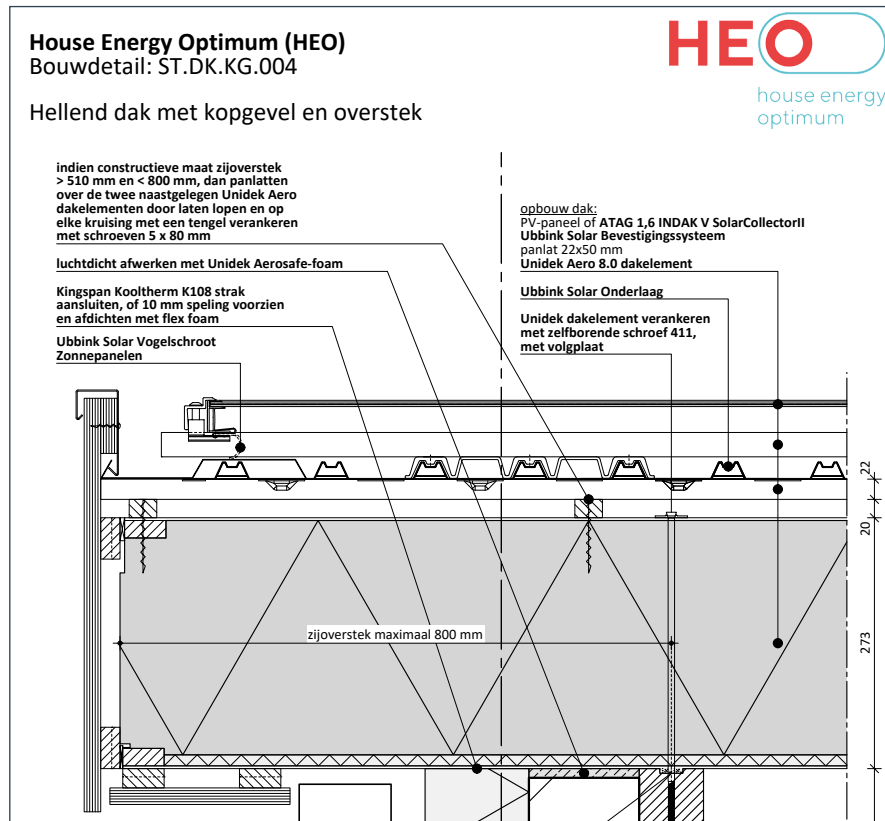 House Energy Optimum (HEO)
Bouwdetail: ST.DK.KG.004
Hellend dak met kopgevel en overstek
HEO
house energy
optimum
indien constructieve maat zijoverstek
> 510 mm en < 800 mm, dan panlatten
over de twee naastgelegen Unidek Aero
dakelementen door laten lopen en op
elke kruising met een tengel verankeren
met schroeven 5 x 80 mm
luchtdicht afwerken met Unidek Aerosafe-foam
Kingspan Kooltherm K108 strak
aansluiten, of 10 mm speling voorzien
en afdichten met flex foam
Ubbink Solar Vogelschroot
Zonnepanelen
opbouw dak:
PV-paneel of ATAG 1,6 INDAK V SolarCollectorII
Ubbink Solar Bevestigingssysteem
panlat 22x50 mm
Unidek Aero 8.0 dakelement
Ubbink Solar Onderlaag
Unidek dakelement verankeren
met zelfborende schroef 411,
met volgplaat
22
20
273
zijoverstek maximaal 800 mm